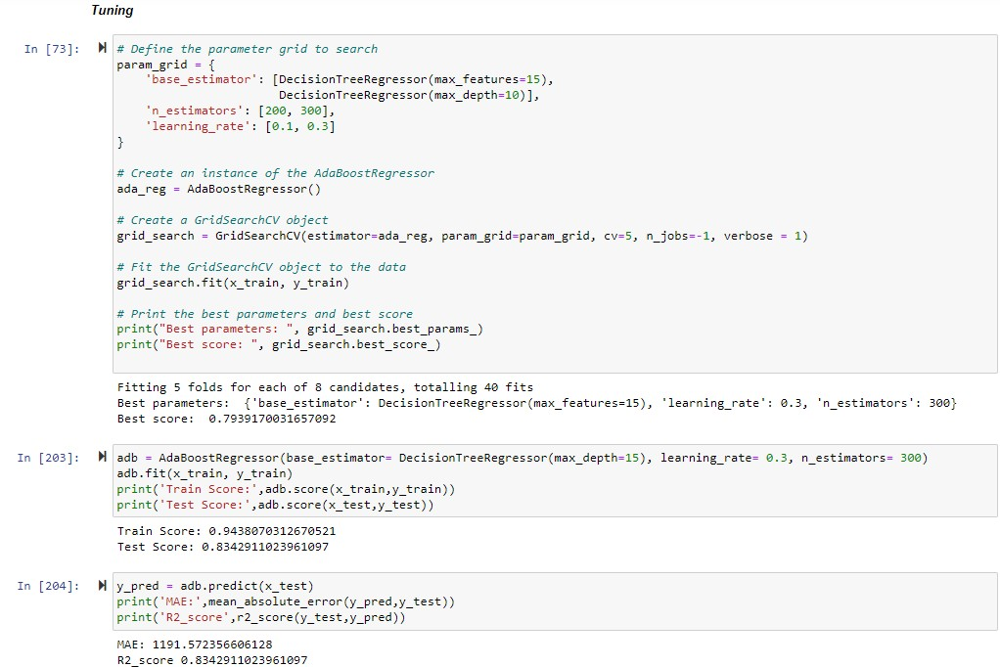 Tuning
In [73]:
# Define the parameter grid to search
param_grid = {
    'base_estimator': [DecisionTreeRegressor(max_features=15),
                       DecisionTreeRegressor(max_depth=10)],
    'n_estimators': [200, 300],
    'learning_rate': [0.1, 0.3]
}
# Create an instance of the AdaBoostRegressor
ada_reg = AdaBoostRegressor()
# Create a GridSearchCV object
grid_search = GridSearchCV(estimator=ada_reg, param_grid=param_grid, cv=5, n_jobs=-1, verbose = 1)
# Fit the GridSearchCV object to the data
grid_search.fit(x_train, y_train)
# Print the best parameters and best score
print("Best parameters: ", grid_search.best_params_)
print("Best score: ", grid_search.best_score_)
Fitting 5 folds for each of 8 candidates, totalling 40 fits
Best parameters:  {'base_estimator': DecisionTreeRegressor(max_features=15), 'learning_rate': 0.3, 'n_estimators': 300}
Best score:  0.7939170031657092
In [203]:
adb = AdaBoostRegressor(base_estimator= DecisionTreeRegressor(max_depth=15), learning_rate= 0.3, n_estimators= 300)
adb.fit(x_train, y_train)
print('Train Score:',adb.score(x_train,y_train))
print('Test Score:',adb.score(x_test,y_test))
Train Score: 0.9438070312670521
Test Score: 0.8342911023961097
In [204]:
y_pred = adb.predict(x_test)
print('MAE:',mean_absolute_error(y_pred,y_test))
print('R2_score',r2_score(y_test,y_pred))
MAE: 1191.572356606128
R2_score 0.8342911023961097